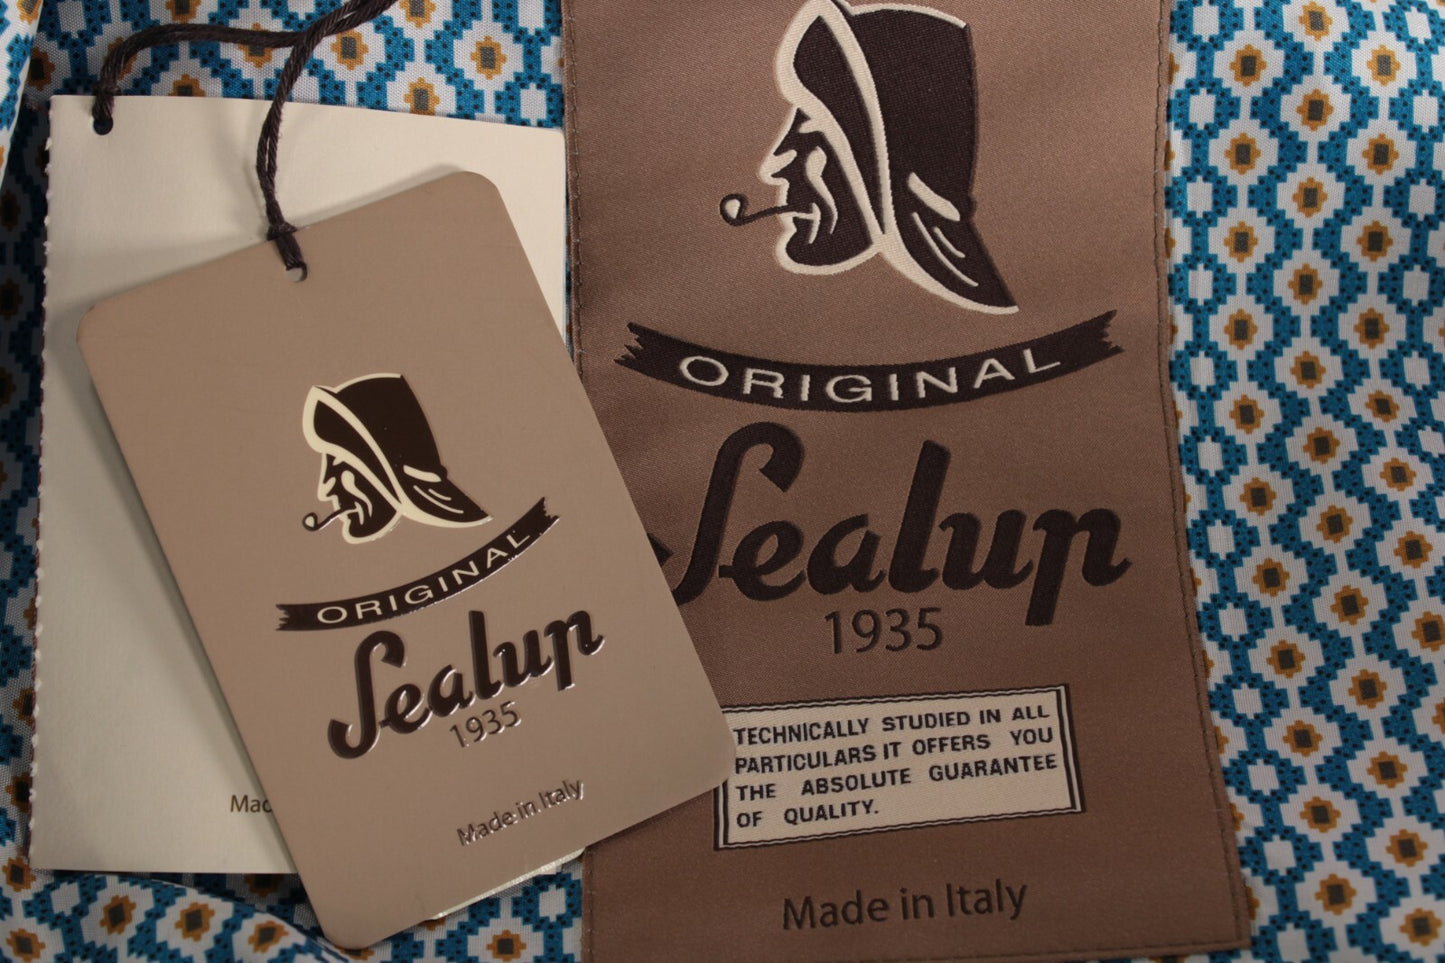 ORIGINAL
Sealup
1935
TECHNICALLY STUDIED IN ALL
PARTICULARS IT OFFERS YOU
THE ABSOLUTE GUARANTEE
OF QUALITY.
Made in Italy
ORIGINAL
Sealup
1935
Made in Italy